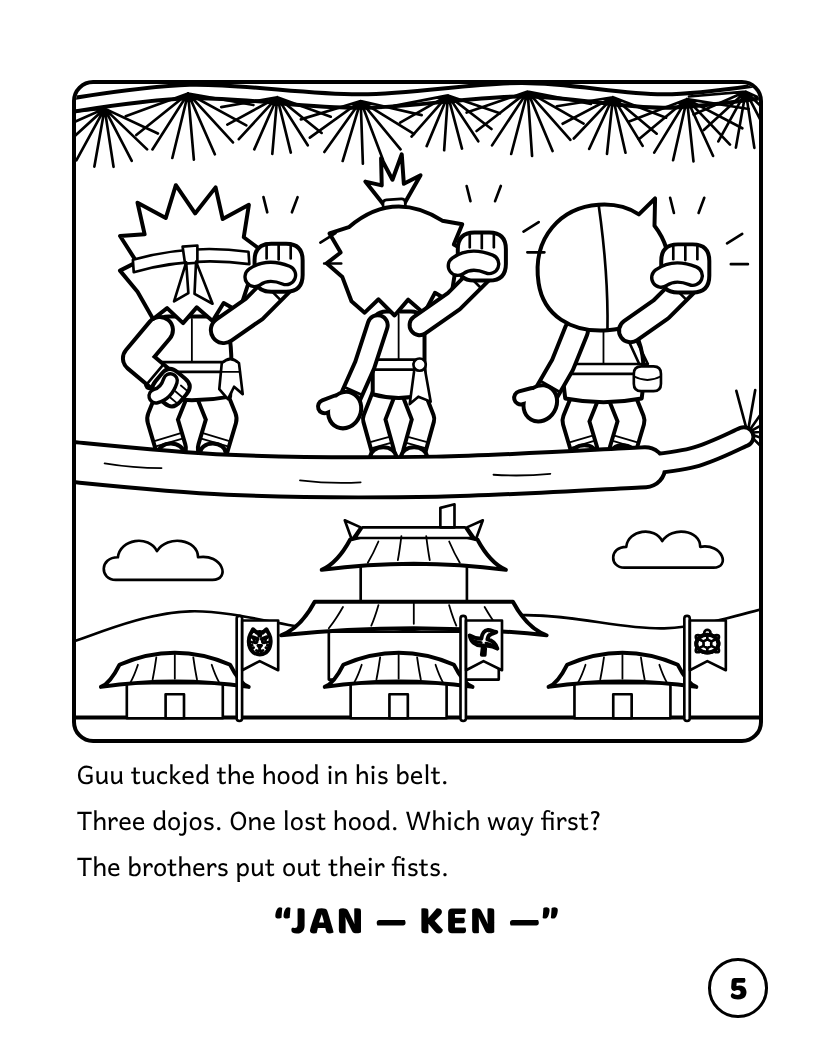 Guu tucked the hood in his belt.
Three dojos. One lost hood. Which way first?
The brothers put out their fists.
“JAN — KEN —”
5